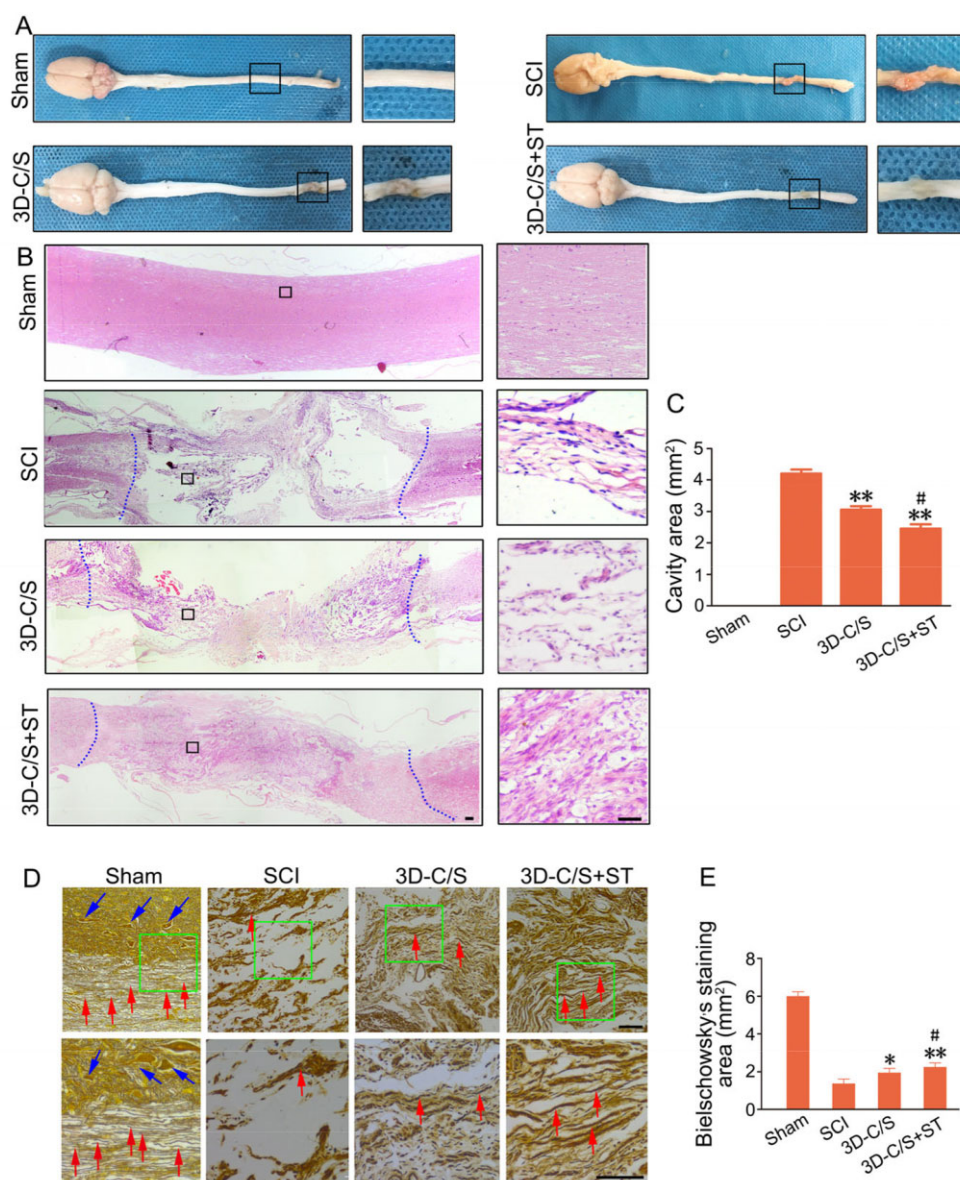 A
Sham
SCI
3D-C/S
3D-C/S+ST
B
Sham
SCI
3D-C/S
3D-C/S+ST
C
Cavity area (mm²)
5
4
3
2
1
0
Sham
SCI
3D-C/S
3D-C/S+ST
**
#
**
D
Sham
SCI
3D-C/S
3D-C/S+ST
E
Bielschowsky·s staining
area (mm²)
8
6
4
2
0
Sham
SCI
3D-C/S
3D-C/S+ST
*
#
**